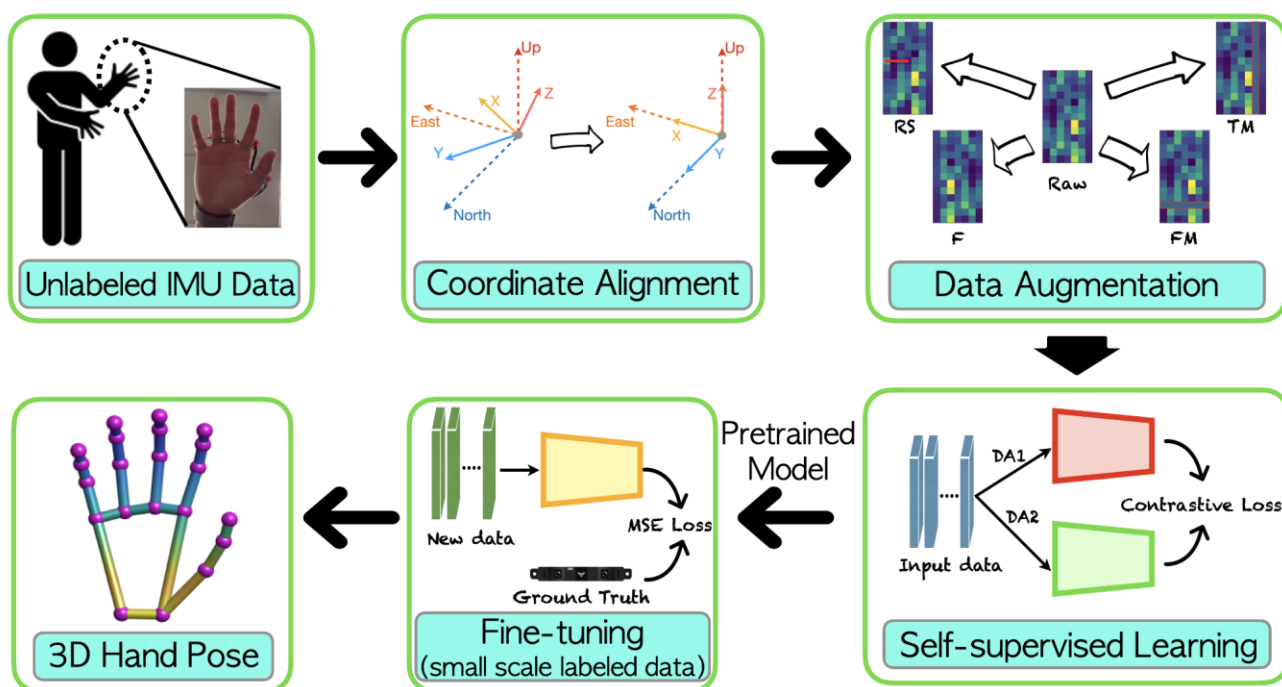 Unlabeled IMU Data
Up
Z
X
East
Y
North
Up
Z
East
X
Y
North
Coordinate Alignment
RS
TM
Raw
F
FM
Data Augmentation
3D Hand Pose
New data
MSE Loss
Ground Truth
Fine-tuning
(small scale labeled data)
Pretrained
Model
DA1
DA2
Contrastive Loss
Input data
Self-supervised Learning